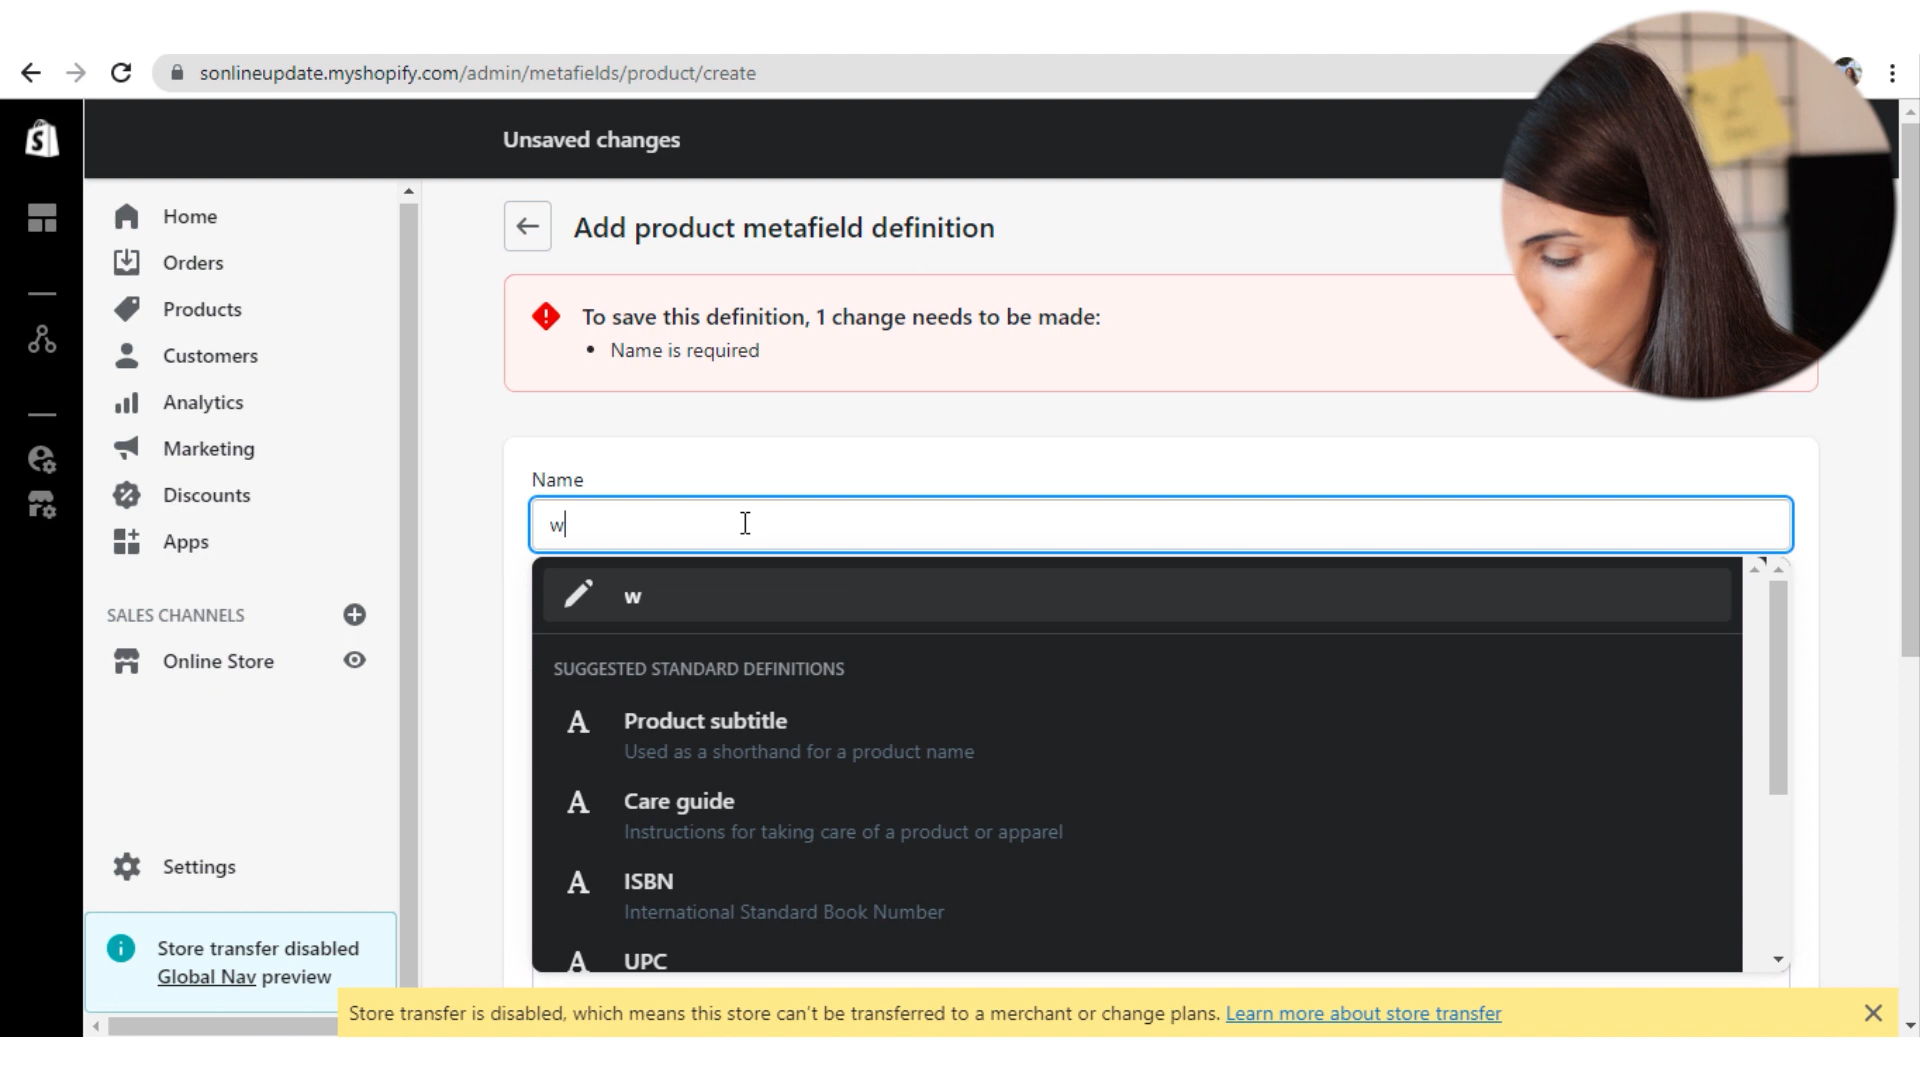 sonlineupdate.myshopify.com/admin/metafields/product/create
Unsaved changes
Home
Orders
Products
Customers
Analytics
Marketing
Discounts
Apps
SALES CHANNELS
Online Store
Settings
Store transfer disabled
Global Nav preview
Add product metafield definition
To save this definition, 1 change needs to be made:
• Name is required
Name
w
w
SUGGESTED STANDARD DEFINITIONS
Product subtitle
Used as a shorthand for a product name
Care guide
Instructions for taking care of a product or apparel
ISBN
International Standard Book Number
UPC
Store transfer is disabled, which means this store can't be transferred to a merchant or change plans. Learn more about store transfer